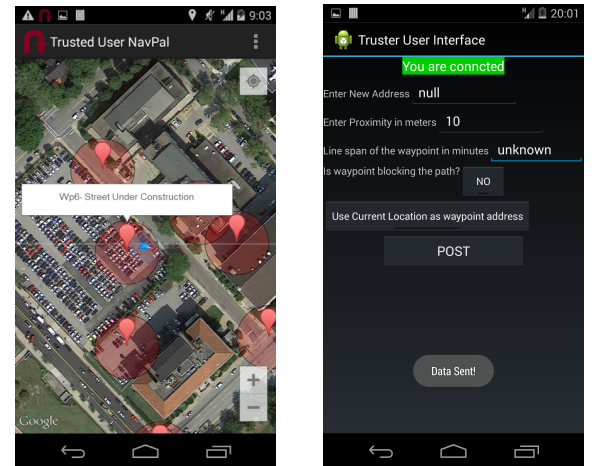 9:03
Trusted User NavPal
Wp6- Street Under Construction
+
−
Google
H
20:01
Truster User Interface
You are conncted
Enter New Address null
Enter Proximity in meters 10
Line span of the waypoint in minutes unknown
Is waypoint blocking the path? NO
Use Current Location as waypoint address
POST
Data Sent!